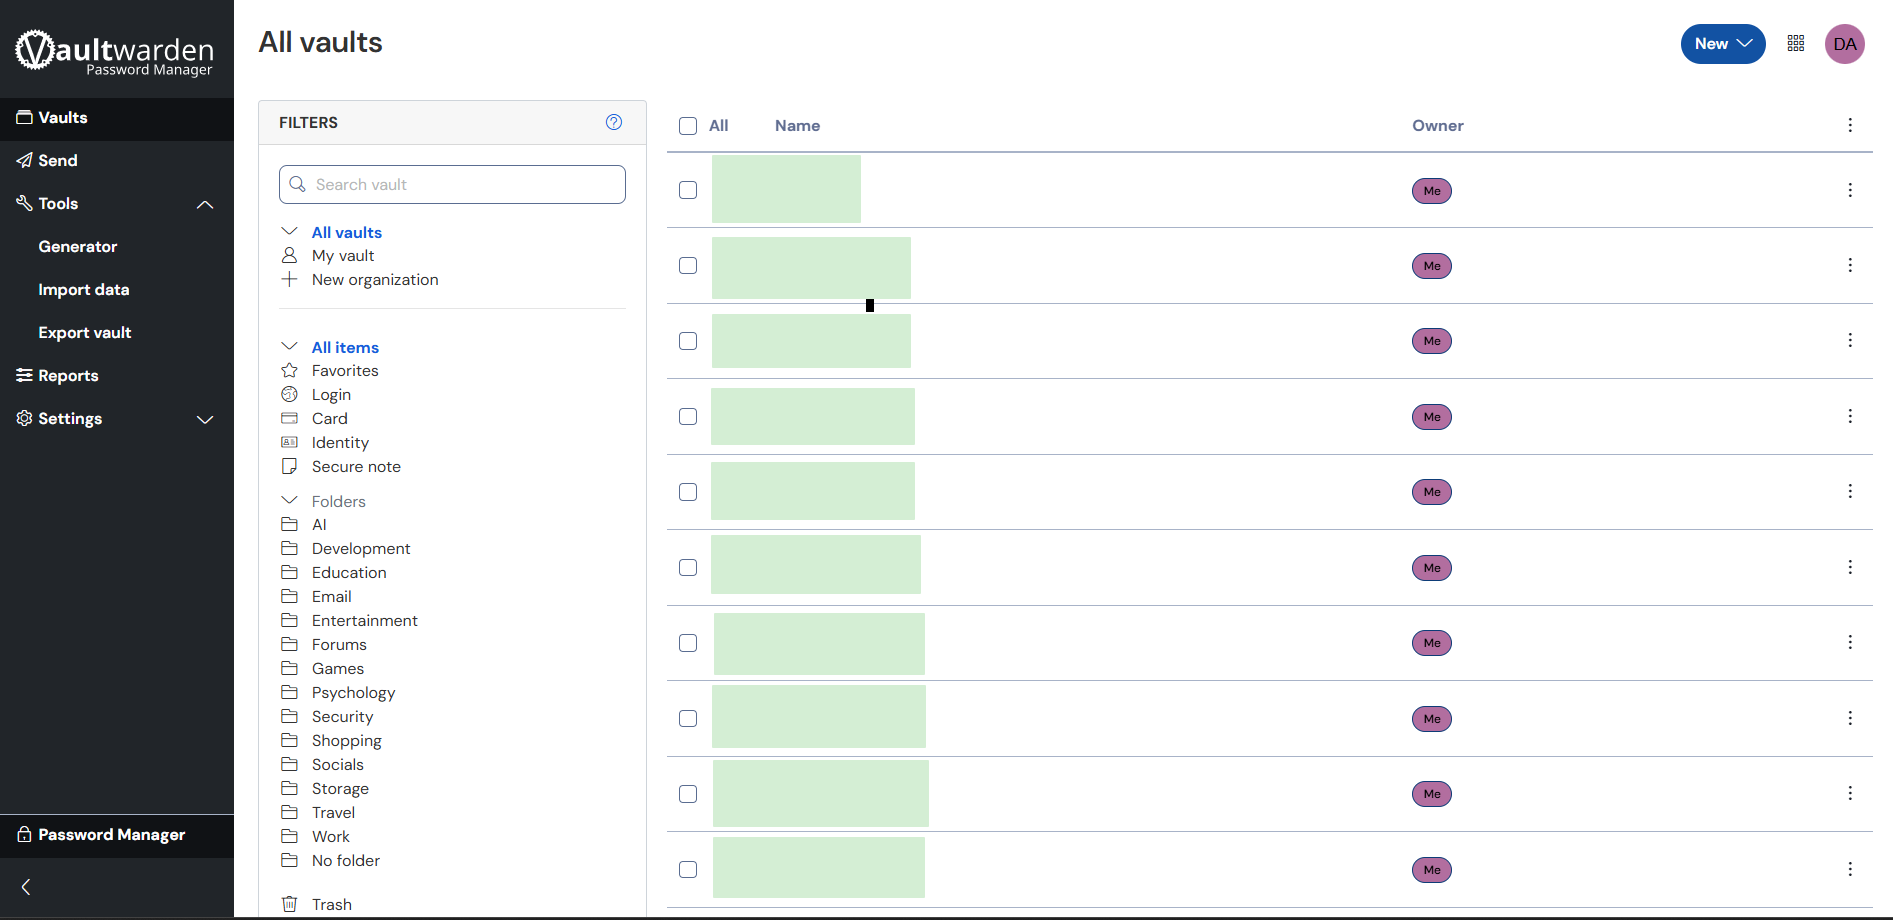 Vaultwarden
Password Manager
Vaults
Send
Tools
Generator
Import data
Export vault
Reports
Settings
Password Manager
All vaults
New
DA
FILTERS
Search vault
All vaults
My vault
New organization
All items
Favorites
Login
Card
Identity
Secure note
Folders
AI
Development
Education
Email
Entertainment
Forums
Games
Psychology
Security
Shopping
Socials
Storage
Travel
Work
No folder
Trash
All Name Owner
Me
Me
Me
Me
Me
Me
Me
Me
Me
Me